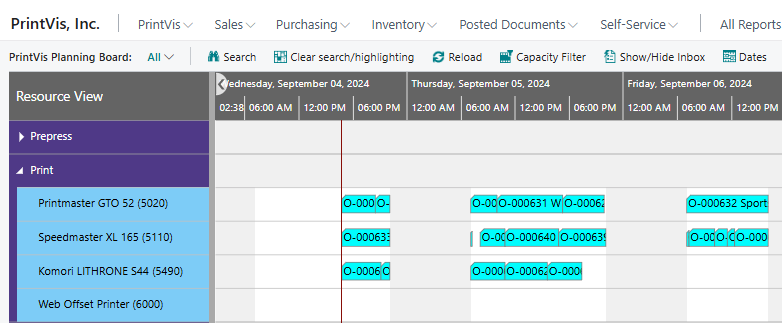 PrintVis, Inc. PrintVis Sales Purchasing Inventory Posted Documents Self-Service All Reports
PrintVis Planning Board: All Search Clear search/highlighting Reload Capacity Filter Show/Hide Inbox Dates
Resource View
ednesday, September 04, 2024 Thursday, September 05, 2024 Friday, September 06, 2024
02:38 06:00 AM 12:00 PM 06:00 PM 12:00 AM 06:00 AM 12:00 PM 06:00 PM 12:00 AM 06:00 AM 12:00 PM
Prepress
Print
Printmaster GTO 52 (5020) O-000 O- O-00 O-000631 W O-00062 O-000632 Sport
Speedmaster XL 165 (5110) O-000633 O-00 O-000640 O-000639 O-00 O- O-000
Komori LITHRONE S44 (5490) O-0006 O O-000 O-00062 O-000
Web Offset Printer (6000)